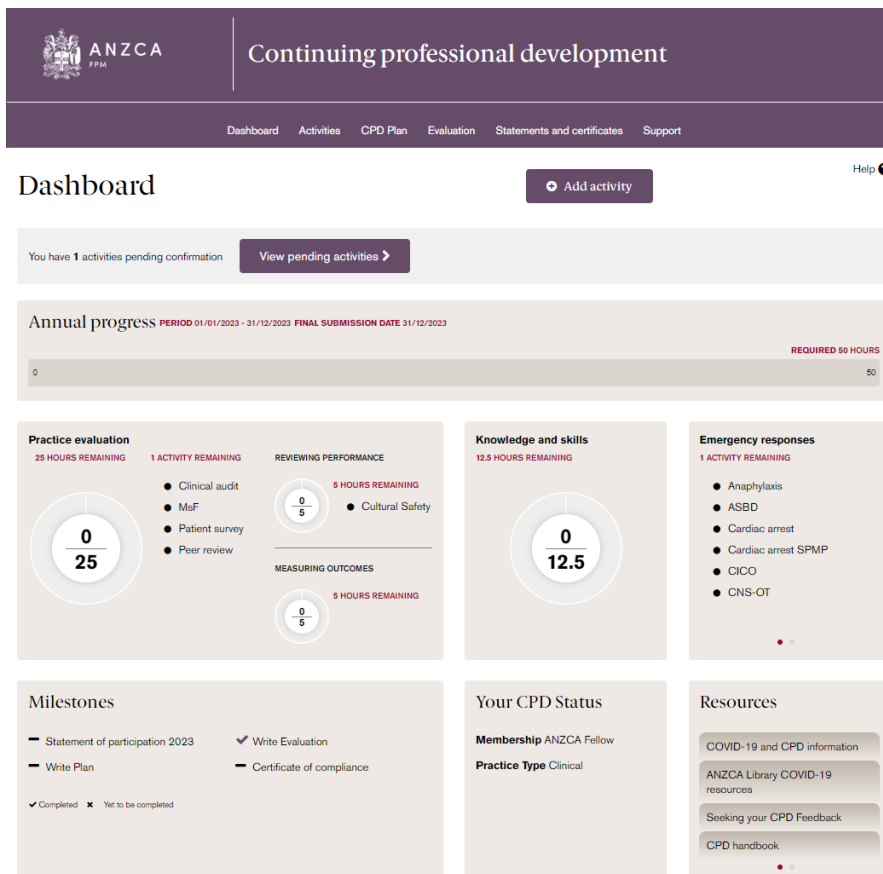 ANZCA
FPM
Continuing professional development
Dashboard Activities CPD Plan Evaluation Statements and certificates Support
Dashboard
Add activity
Help
You have 1 activities pending confirmation
View pending activities
Annual progress PERIOD 01/01/2023 - 31/12/2023 FINAL SUBMISSION DATE 31/12/2023
REQUIRED 50 HOURS
0 50
Practice evaluation
25 HOURS REMAINING
0
25
1 ACTIVITY REMAINING
Clinical audit
MsF
Patient survey
Peer review
REVIEWING PERFORMANCE
0
5
5 HOURS REMAINING
Cultural Safety
MEASURING OUTCOMES
0
5
5 HOURS REMAINING
Knowledge and skills
12.5 HOURS REMAINING
0
12.5
Emergency responses
1 ACTIVITY REMAINING
Anaphylaxis
ASBD
Cardiac arrest
Cardiac arrest SPMP
CICO
CNS-OT
Milestones
Statement of participation 2023
Write Plan
Write Evaluation
Certificate of compliance
Completed Yet to be completed
Your CPD Status
Membership ANZCA Fellow
Practice Type Clinical
Resources
COVID-19 and CPD information
ANZCA Library COVID-19
resources
Seeking your CPD Feedback
CPD handbook